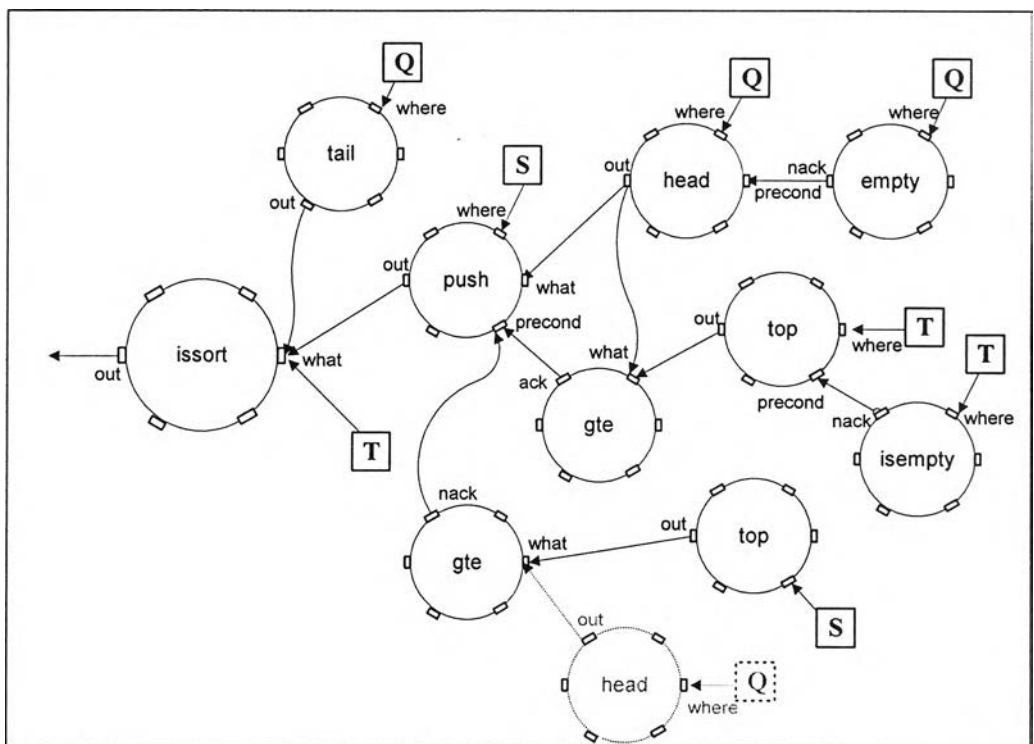 Q
where
tail
out
S
where
push
out
what
precond
Q
where
head
out
precond
Q
where
empty
nack
issort
out
what
T
what
ack
gte
top
out
where
T
precond
T
where
nack
isempty
nack
gte
what
out
top
S
out
head
where
Q